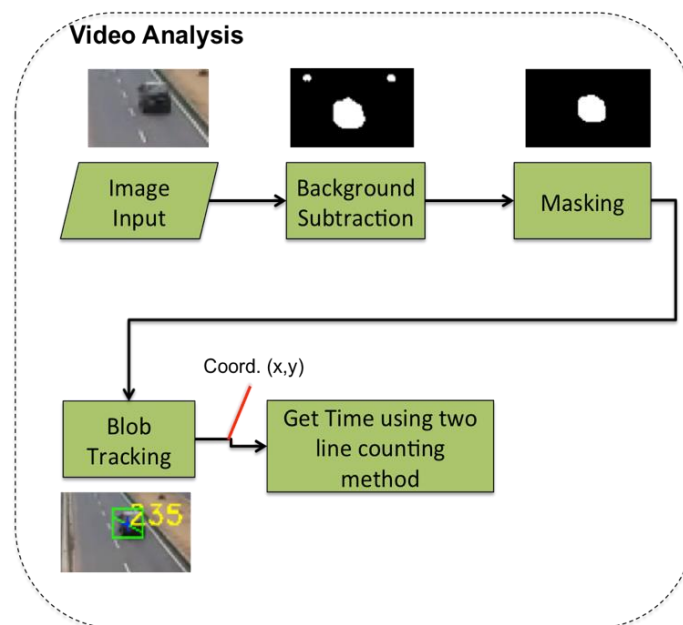 Video Analysis
Image
Input
Background
Subtraction
Masking
Coord. (x,y)
Blob
Tracking
Get Time using two
line counting
method
235